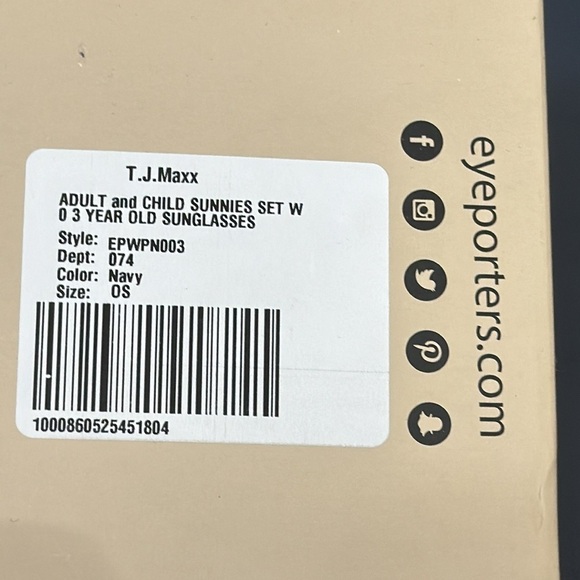 T.J.Maxx
ADULT and CHILD SUNNIES SET W
0 3 YEAR OLD SUNGLASSES
Style: EPWPN003
Dept: 074
Color: Navy
Size: OS
1000860525451804
eyeporters.com